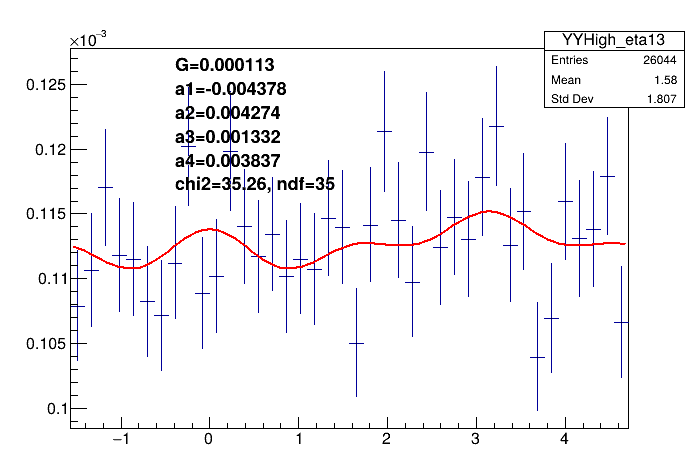 ×10⁻³
YYHigh_eta13
Entries 26044
Mean 1.58
Std Dev 1.807
G=0.000113
a1=-0.004378
a2=0.004274
a3=0.001332
a4=0.003837
chi2=35.26, ndf=35
0.125
0.12
0.115
0.11
0.105
0.1
−1 0 1 2 3 4